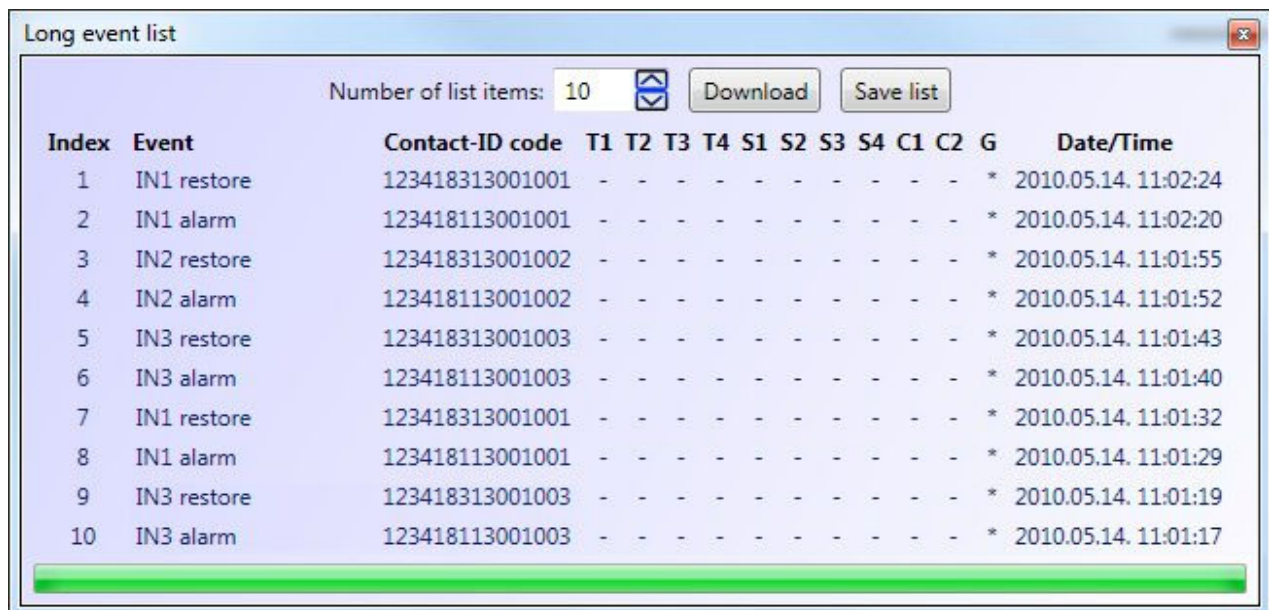 Long event list
Number of list items: 10 Download Save list
Index Event Contact-ID code T1 T2 T3 T4 S1 S2 S3 S4 C1 C2 G Date/Time
1 IN1 restore 123418313001001 - - - - - - - - - - * 2010.05.14. 11:02:24
2 IN1 alarm 123418113001001 - - - - - - - - - - * 2010.05.14. 11:02:20
3 IN2 restore 123418313001002 - - - - - - - - - - * 2010.05.14. 11:01:55
4 IN2 alarm 123418113001002 - - - - - - - - - - * 2010.05.14. 11:01:52
5 IN3 restore 123418313001003 - - - - - - - - - - * 2010.05.14. 11:01:43
6 IN3 alarm 123418113001003 - - - - - - - - - - * 2010.05.14. 11:01:40
7 IN1 restore 123418313001001 - - - - - - - - - - * 2010.05.14. 11:01:32
8 IN1 alarm 123418113001001 - - - - - - - - - - * 2010.05.14. 11:01:29
9 IN3 restore 123418313001003 - - - - - - - - - - * 2010.05.14. 11:01:19
10 IN3 alarm 123418113001003 - - - - - - - - - - * 2010.05.14. 11:01:17